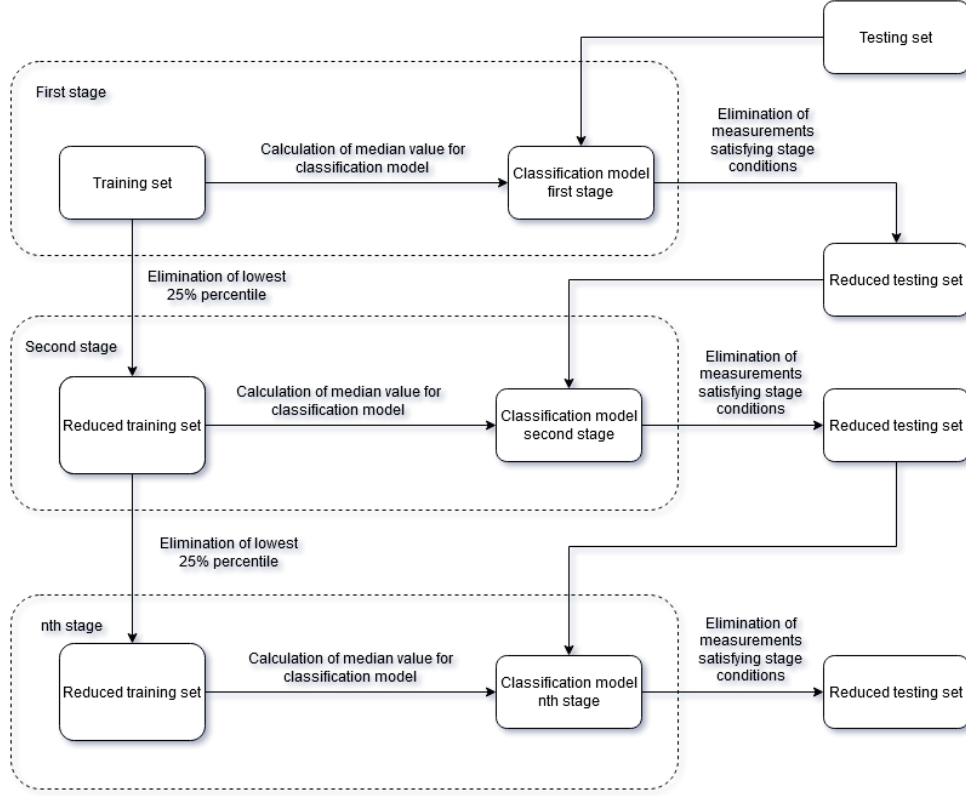 Testing set
First stage
Elimination of
measurements
satisfying stage
conditions
Calculation of median value for
classification model
Training set
Classification model
first stage
Elimination of lowest
25% percentile
Reduced testing set
Second stage
Elimination of
measurements
satisfying stage
conditions
Calculation of median value for
classification model
Reduced training set
Classification model
second stage
Reduced testing set
Elimination of lowest
25% percentile
nth stage
Elimination of
measurements
satisfying stage
conditions
Calculation of median value for
classification model
Reduced training set
Classification model
nth stage
Reduced testing set